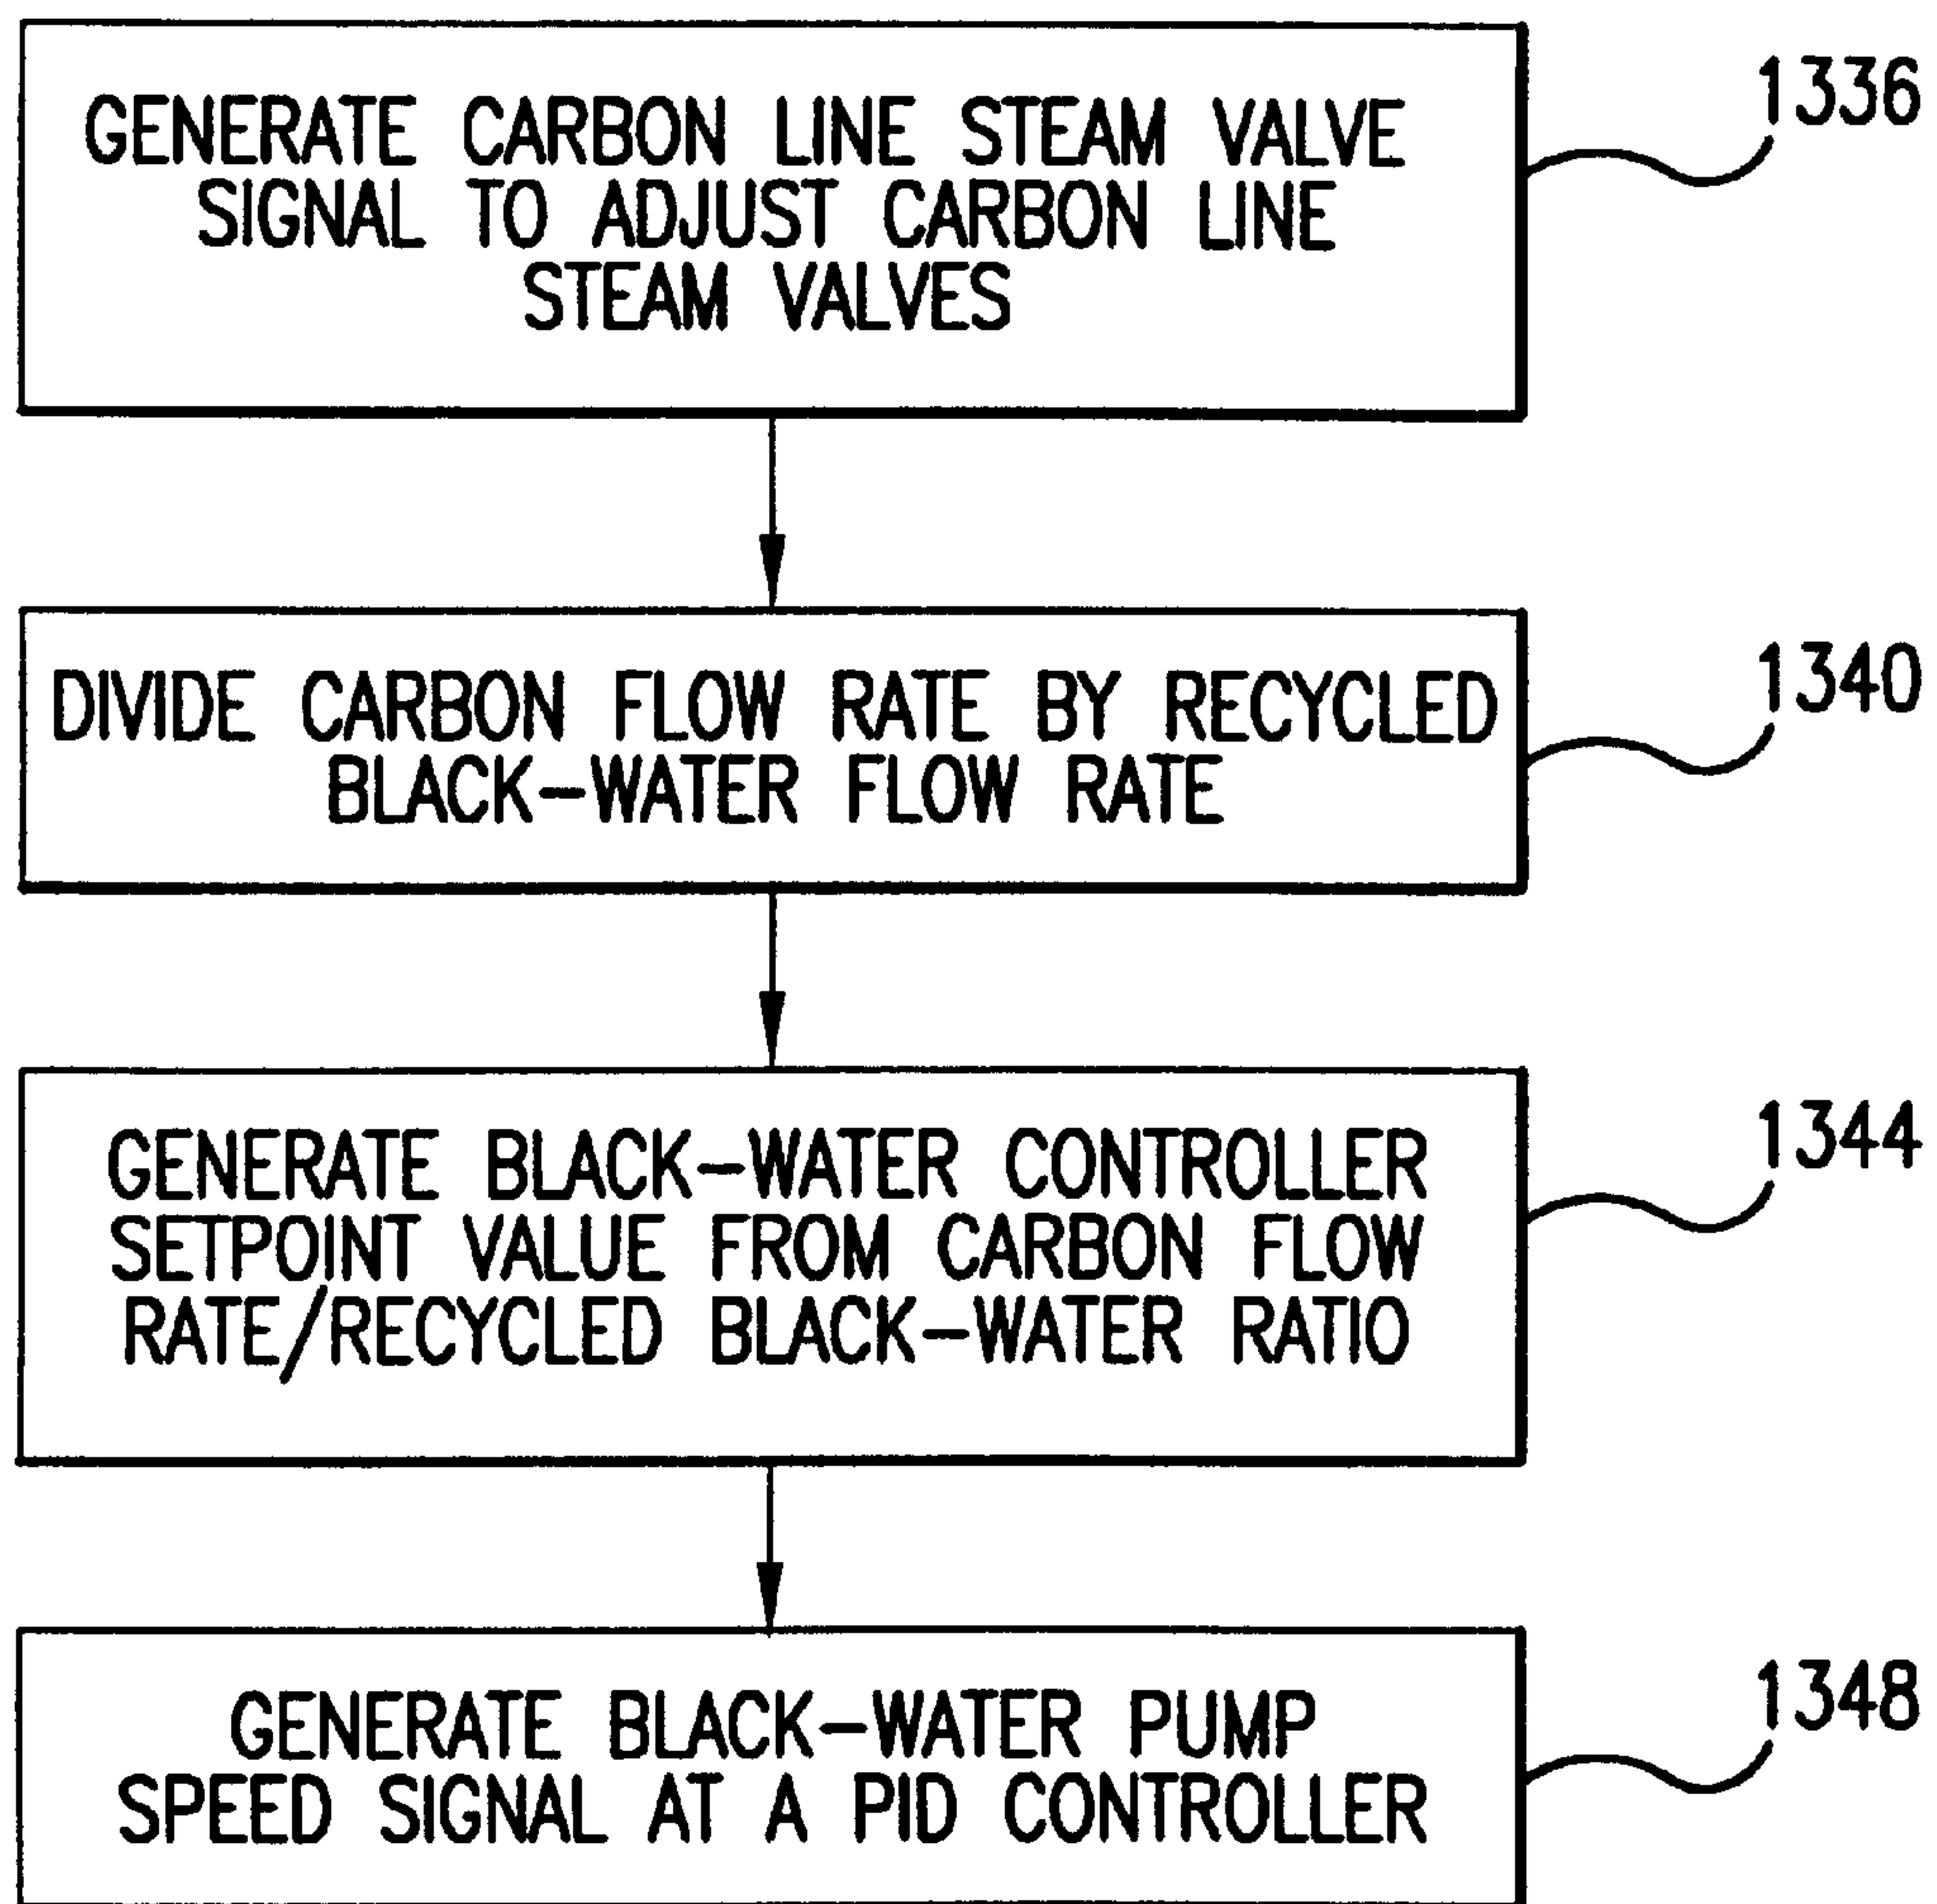 GENERATE CARBON LINE STEAM VALVE
SIGNAL TO ADJUST CARBON LINE
STEAM VALVES
1336
DIVIDE CARBON FLOW RATE BY RECYCLED
BLACK-WATER FLOW RATE
1340
GENERATE BLACK-WATER CONTROLLER
SETPOINT VALUE FROM CARBON FLOW
RATE/RECYCLED BLACK-WATER RATIO
1344
GENERATE BLACK-WATER PUMP
SPEED SIGNAL AT A PID CONTROLLER
1348